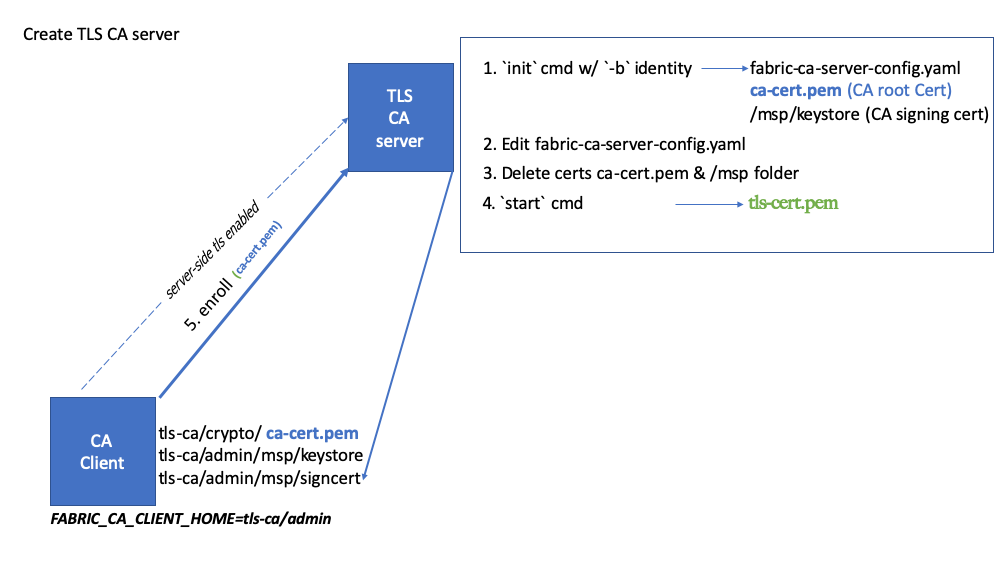 Create TLS CA server
TLS
CA
server
1. `init` cmd w/ `-b` identity
fabric-ca-server-config.yaml
ca-cert.pem (CA root Cert)
/msp/keystore (CA signing cert)
2. Edit fabric-ca-server-config.yaml
3. Delete certs ca-cert.pem & /msp folder
4. `start` cmd
tls-cert.pem
server-side tls enabled
5. enroll (ca-cert.pem)
CA
Client
tls-ca/crypto/ ca-cert.pem
tls-ca/admin/msp/keystore
tls-ca/admin/msp/signcert
FABRIC_CA_CLIENT_HOME=tls-ca/admin